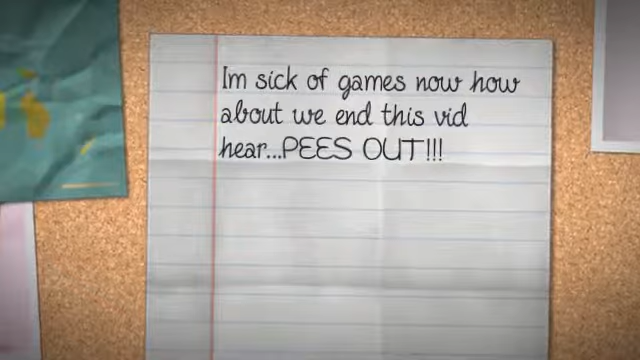 Im sick of games now how
about we end this vid
hear...PEES OUT!!!